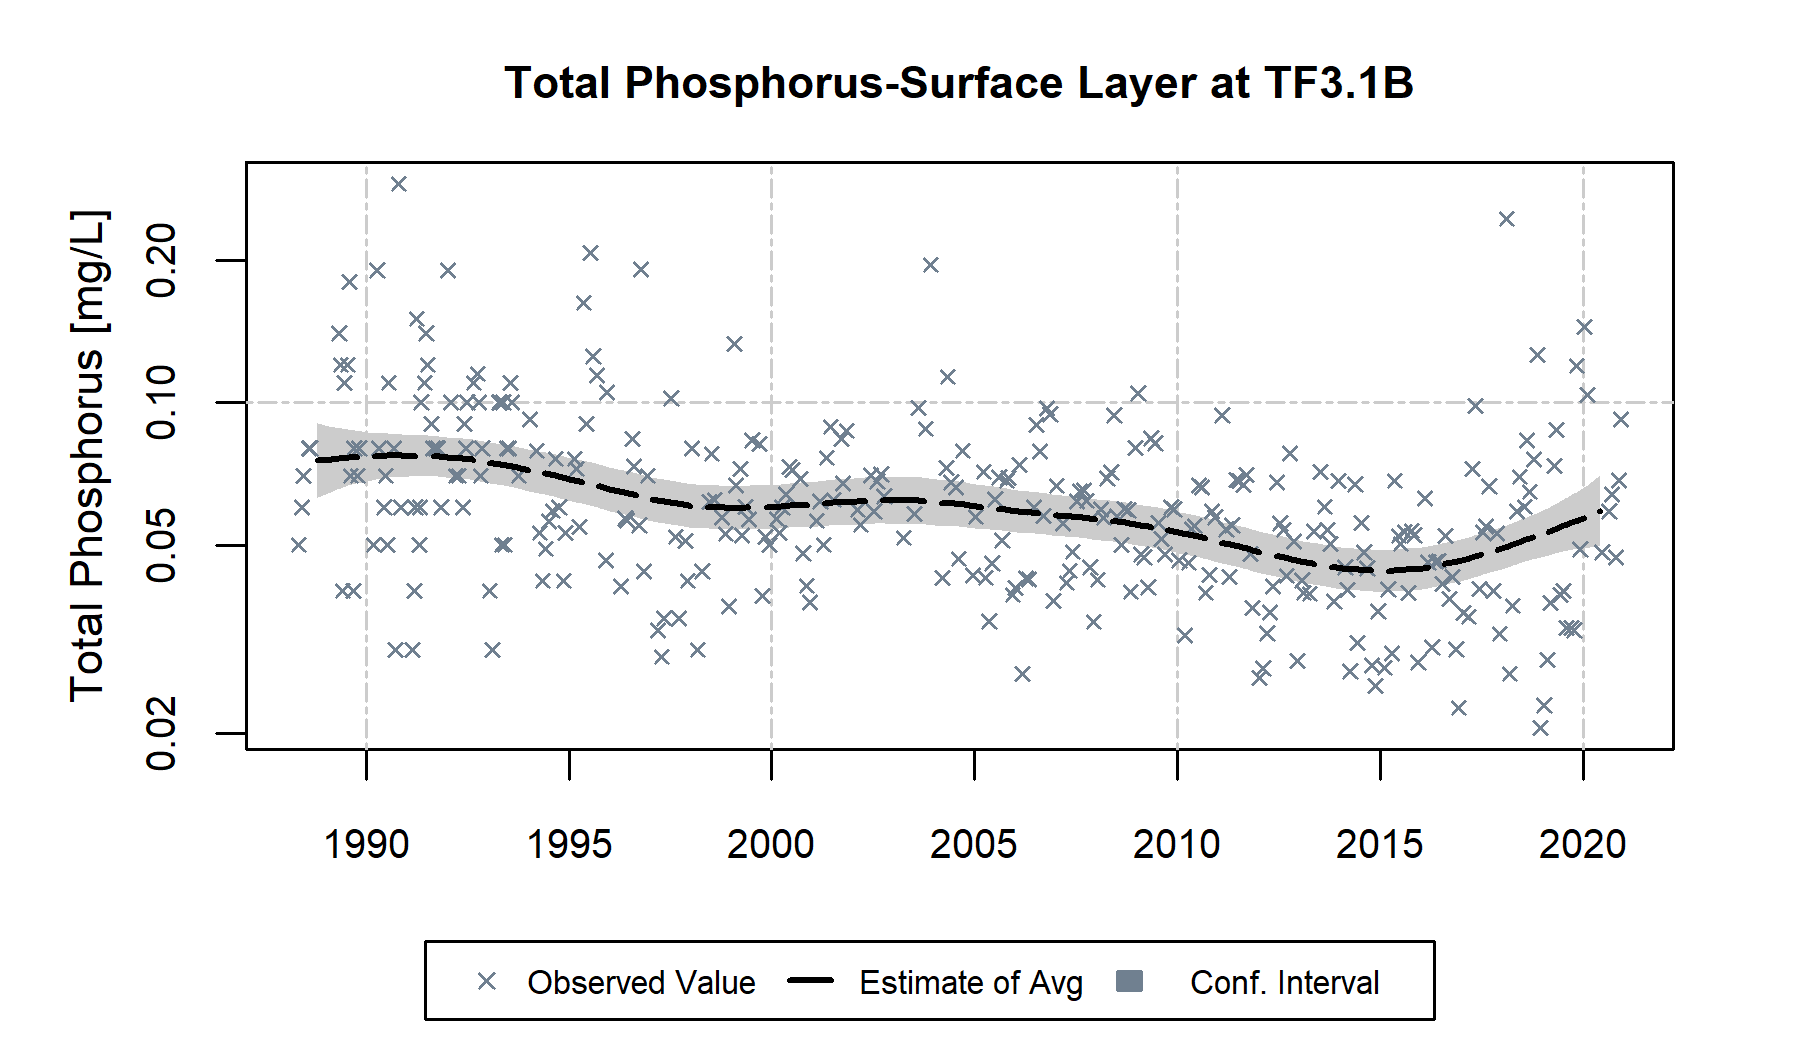 Total Phosphorus-Surface Layer at TF3.1B
Total Phosphorus [mg/L]
0.20
0.10
0.05
0.02
1990 1995 2000 2005 2010 2015 2020
Observed Value Estimate of Avg Conf. Interval